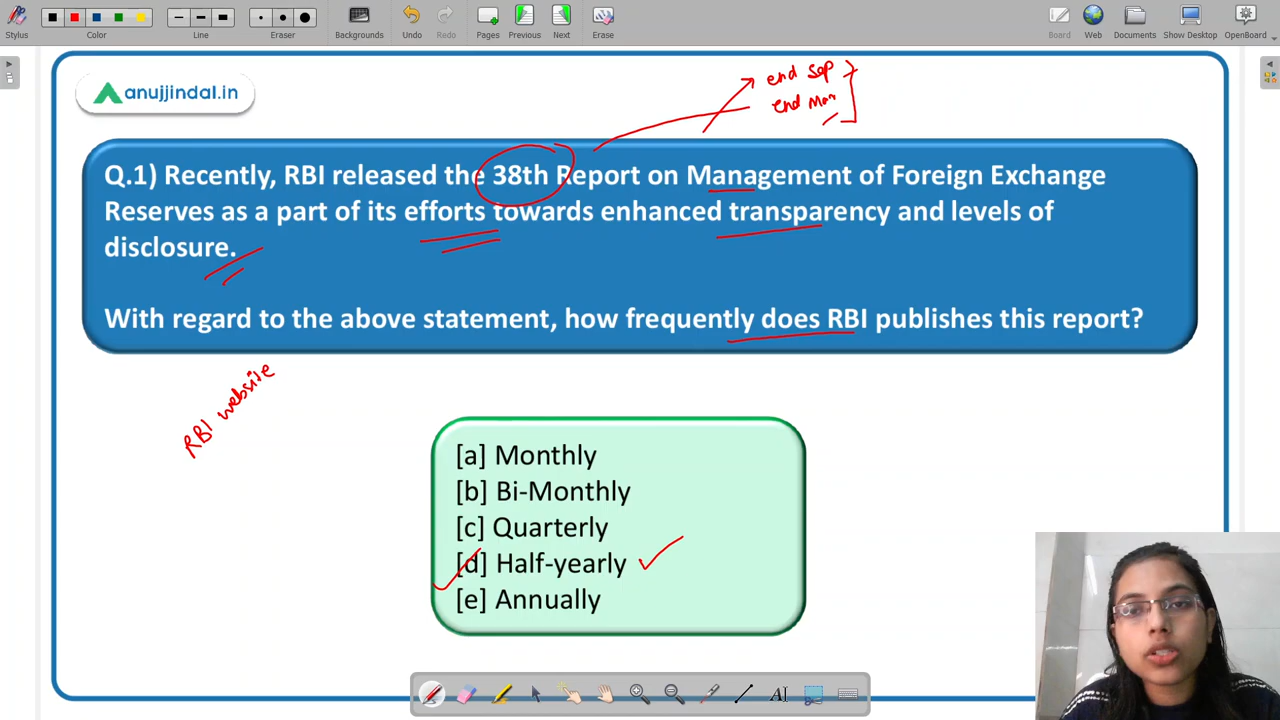 Stylus
Color
Line
Eraser
Backgrounds
Undo
Redo
Pages
Previous
Next
Erase
Board
Web
Documents
Show Desktop
OpenBoard
anujjindal.in
end Sep
end Mar
Q.1) Recently, RBI released the 38th Report on Management of Foreign Exchange
Reserves as a part of its efforts towards enhanced transparency and levels of
disclosure.
With regard to the above statement, how frequently does RBI publishes this report?
RBI website
[a] Monthly
[b] Bi-Monthly
[c] Quarterly
[d] Half-yearly
[e] Annually